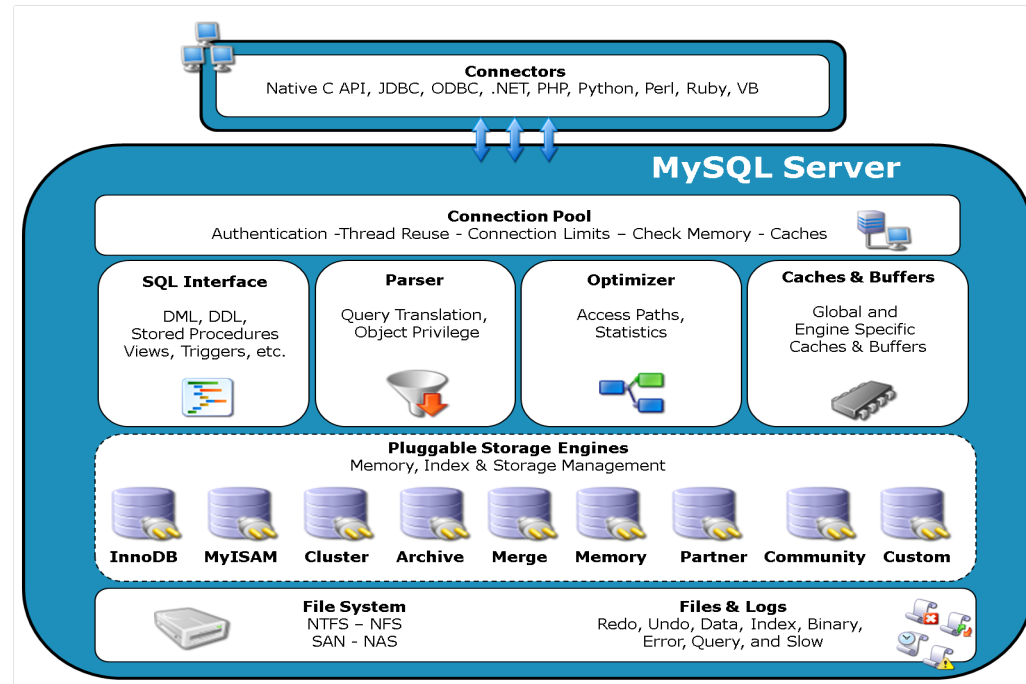 Connectors
Native C API, JDBC, ODBC, .NET, PHP, Python, Perl, Ruby, VB
MySQL Server
Connection Pool
Authentication -Thread Reuse - Connection Limits – Check Memory - Caches
SQL Interface
DML, DDL,
Stored Procedures
Views, Triggers, etc.
Parser
Query Translation,
Object Privilege
Optimizer
Access Paths,
Statistics
Caches & Buffers
Global and
Engine Specific
Caches & Buffers
Pluggable Storage Engines
Memory, Index & Storage Management
InnoDB
MyISAM
Cluster
Archive
Merge
Memory
Partner
Community
Custom
File System
NTFS – NFS
SAN - NAS
Files & Logs
Redo, Undo, Data, Index, Binary,
Error, Query, and Slow